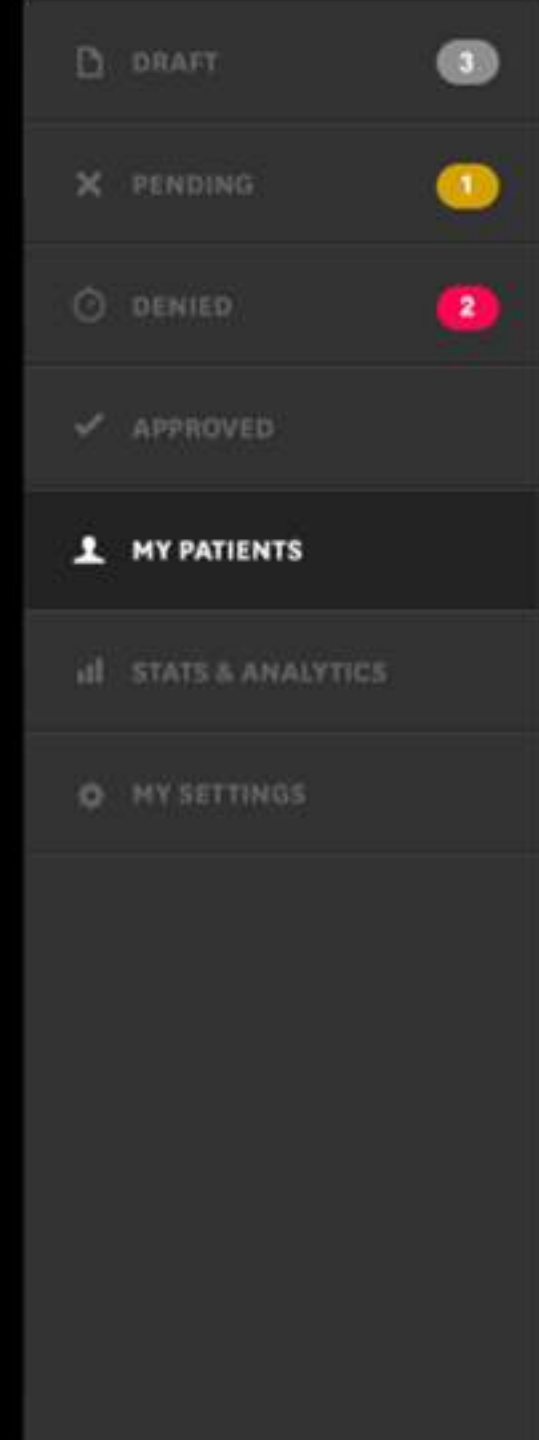 DRAFT 3
PENDING 1
DENIED 2
APPROVED
MY PATIENTS
STATS & ANALYTICS
MY SETTINGS